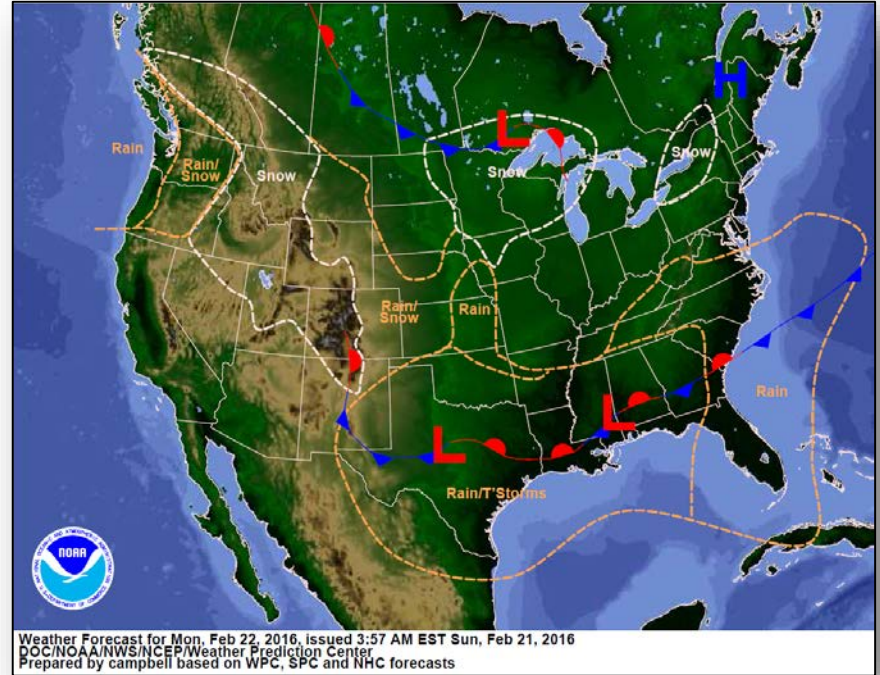 H
L
Rain
Rain/
Snow
Snow
Snow
Snow
Rain/
Snow
Rain
Rain
L
L
Rain/T'Storms
NOAA
Weather Forecast for Mon, Feb 22, 2016, issued 3:57 AM EST Sun, Feb 21, 2016
DOC/NOAA/NWS/NCEP/Weather Prediction Center
Prepared by campbell based on WPC, SPC and NHC forecasts